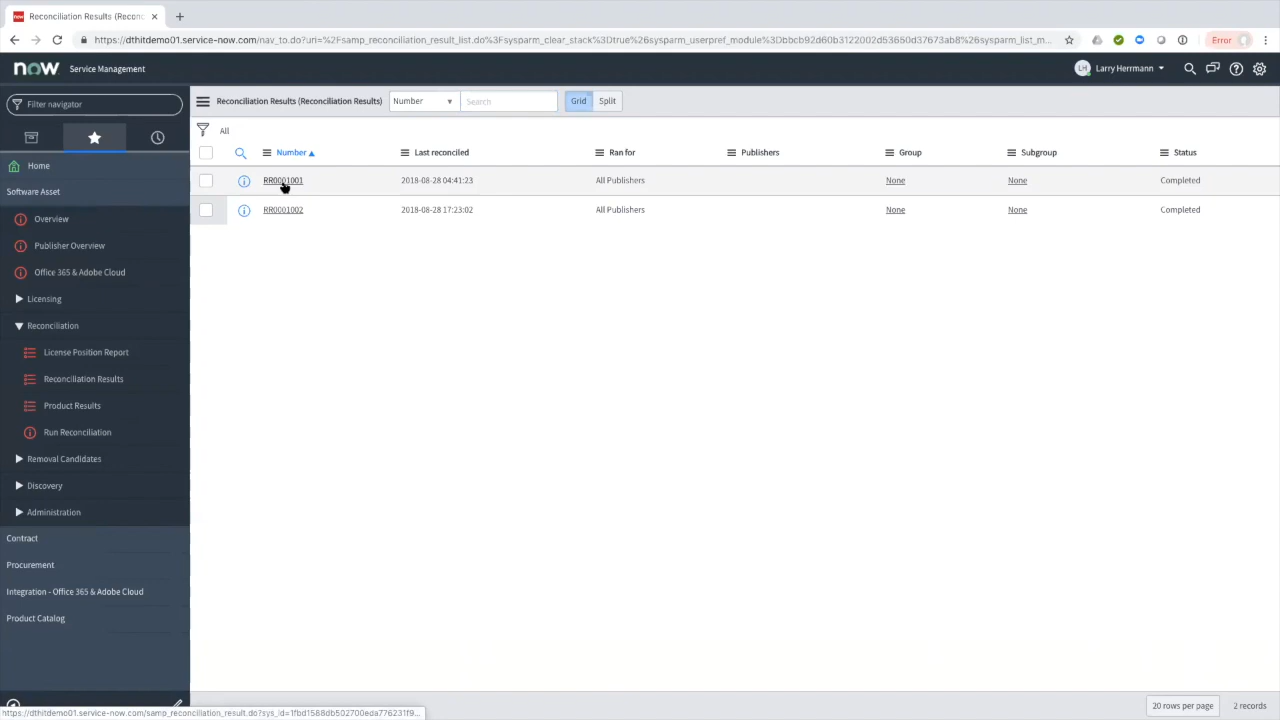 Reconciliation Results (Reconc
https://dthitdemo01.service-now.com/nav_to.do?uri=%2Fsamp_reconciliation_result_list.do%3Fsysparm_clear_stack%3Dtrue%26sysparm_userpref_module%3Dbbcb92d60b3122002d53650d37673ab8%26sysparm_list_m...
Error
now Service Management
LH Larry Herrmann
Filter navigator
Reconciliation Results (Reconciliation Results) Number Search Grid Split
All
Number Last reconciled Ran for Publishers Group Subgroup Status
RR0001001 2018-08-28 04:41:23 All Publishers None None Completed
RR0001002 2018-08-28 17:23:02 All Publishers None None Completed
Home
Software Asset
Overview
Publisher Overview
Office 365 & Adobe Cloud
Licensing
Reconciliation
License Position Report
Reconciliation Results
Product Results
Run Reconciliation
Removal Candidates
Discovery
Administration
Contract
Procurement
Integration - Office 365 & Adobe Cloud
Product Catalog
20 rows per page 2 records
https://dthitdemo01.service-now.com/samp_reconciliation_result.do?sys_id=1fbd1588db502700eda776231f9...